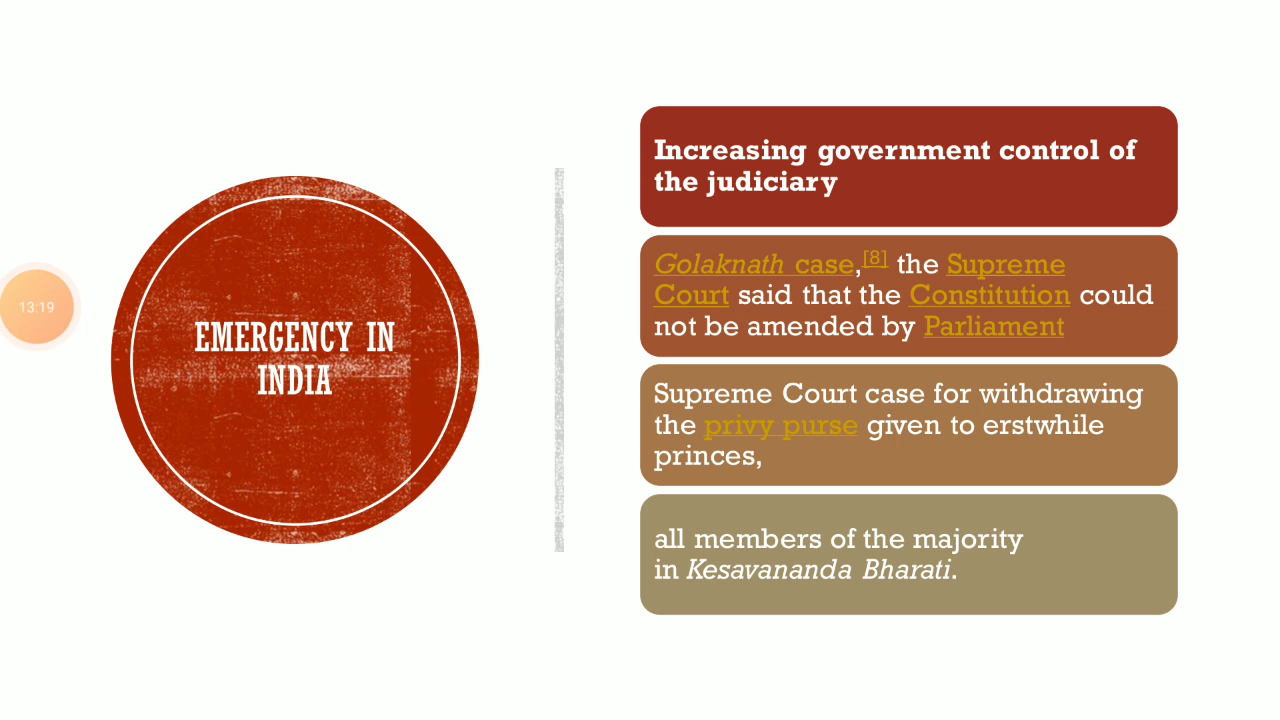 13:19
EMERGENCY IN
INDIA
Increasing government control of
the judiciary
Golaknath case,[8] the Supreme
Court said that the Constitution could
not be amended by Parliament
Supreme Court case for withdrawing
the privy purse given to erstwhile
princes,
all members of the majority
in Kesavananda Bharati.